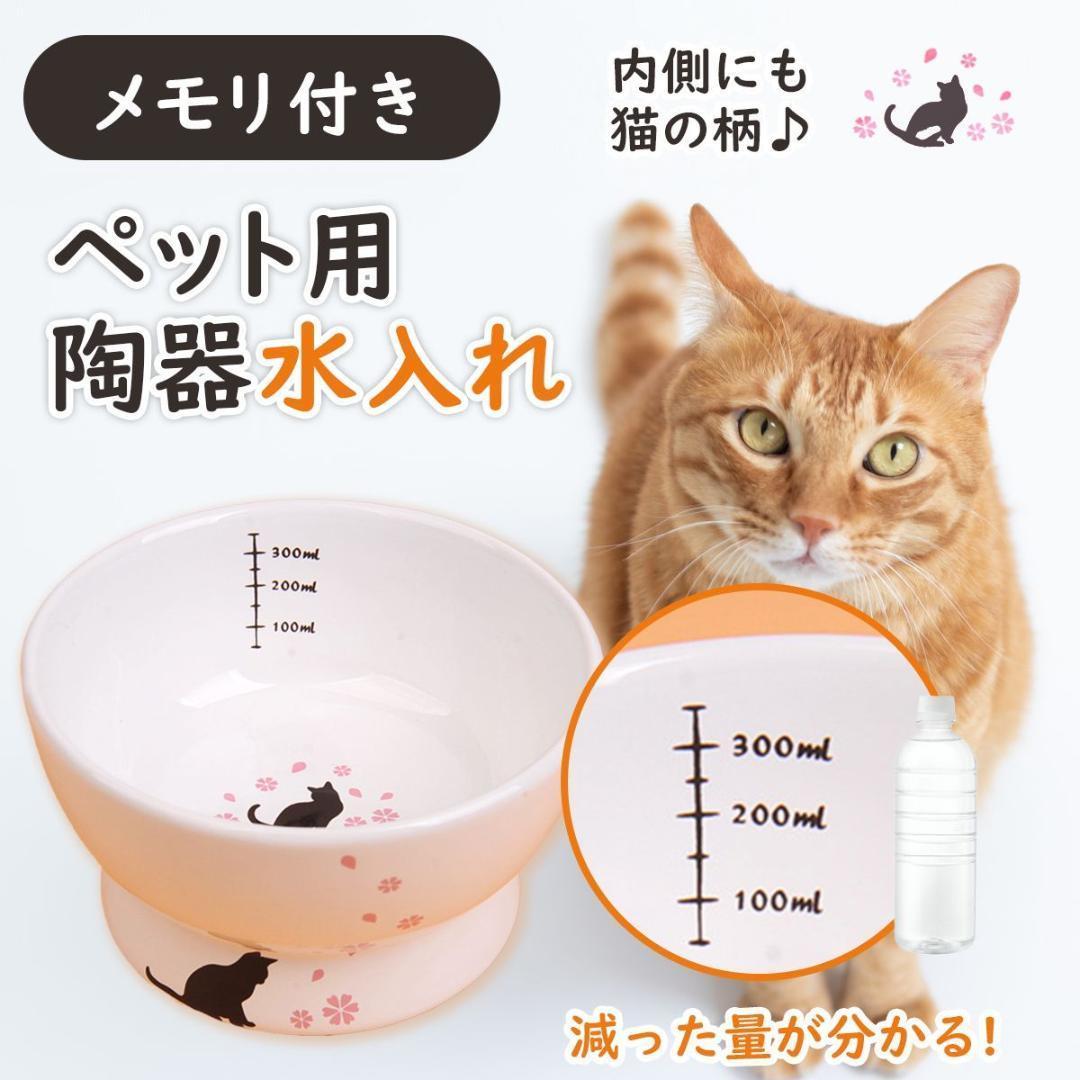 メモリ付き
内側にも
猫の柄♪
ペット用
陶器水入れ
300ml
200ml
100ml
300ml
200ml
100ml
減った量が分かる!